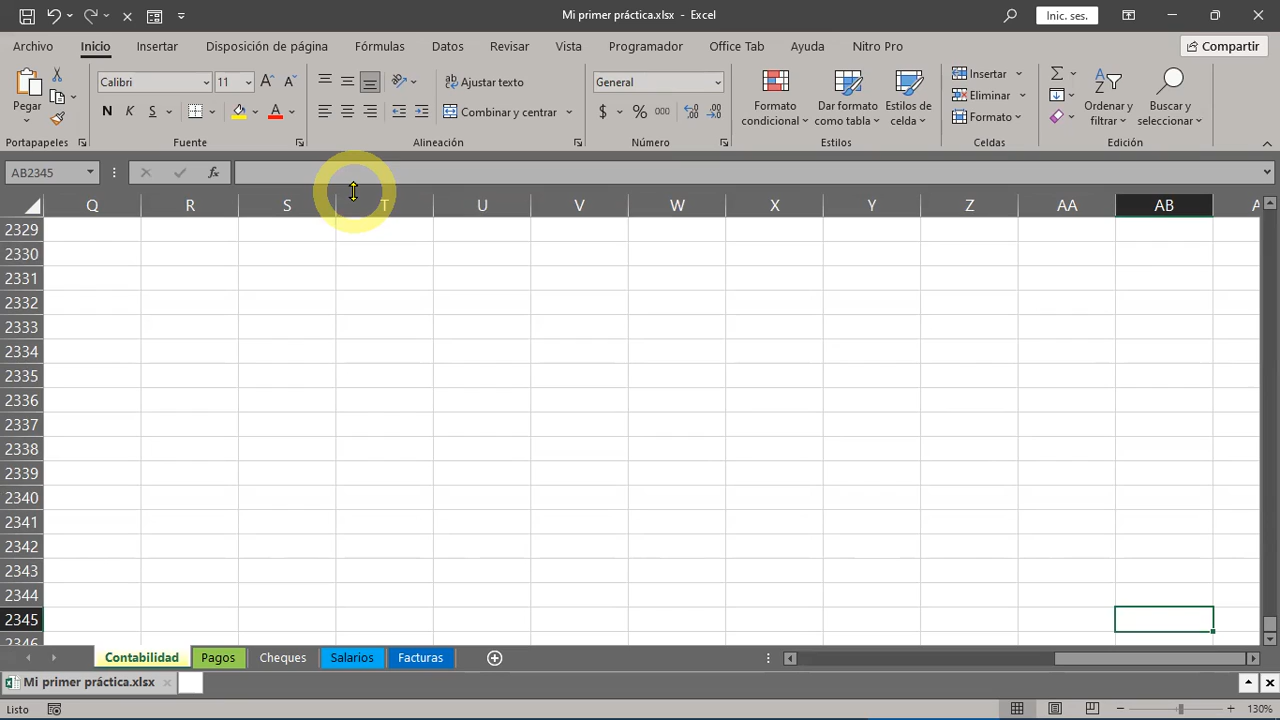 Mi primer práctica.xlsx - Excel
Inic. ses.
Archivo Inicio Insertar Disposición de página Fórmulas Datos Revisar Vista Programador Office Tab Ayuda Nitro Pro Compartir
Pegar
Portapapeles
Calibri 11
N K S
Fuente
Ajustar texto
Combinar y centrar
Alineación
General
$ % 000
Número
Formato condicional
Dar formato como tabla
Estilos de celda
Estilos
Insertar
Eliminar
Formato
Celdas
Ordenar y filtrar
Buscar y seleccionar
Edición
AB2345 fx
Q R S T U V W X Y Z AA AB
2329
2330
2331
2332
2333
2334
2335
2336
2337
2338
2339
2340
2341
2342
2343
2344
2345
2346
Contabilidad Pagos Cheques Salarios Facturas
Mi primer práctica.xlsx
Listo 130%